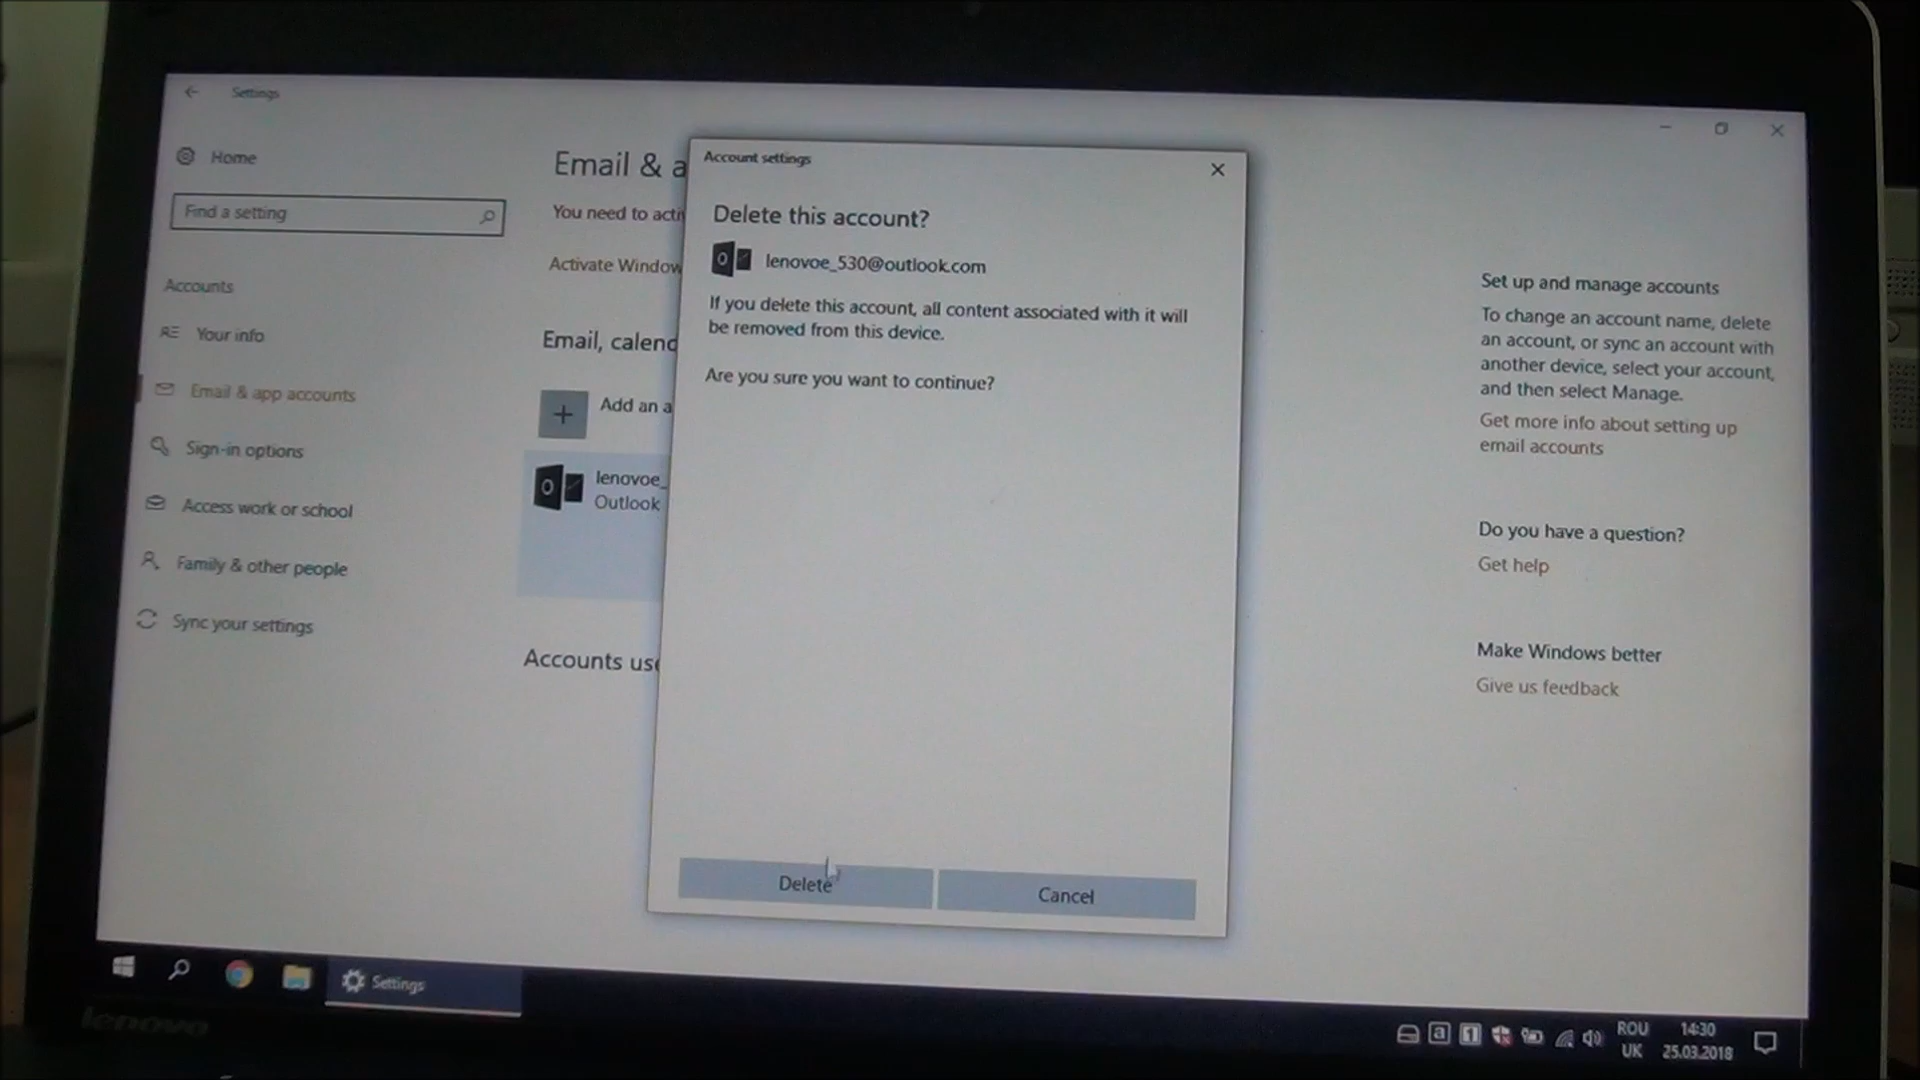 Settings
Home
Find a setting
Accounts
Your info
Email & app accounts
Sign-in options
Access work or school
Family & other people
Sync your settings
Email & a
You need to acti
Activate Window
Email, calend
Add an a
lenovoe_
Outlook
Accounts use
Account settings
Delete this account?
lenovoe_530@outlook.com
If you delete this account, all content associated with it will
be removed from this device.
Are you sure you want to continue?
Delete
Cancel
Set up and manage accounts
To change an account name, delete
an account, or sync an account with
another device, select your account,
and then select Manage.
Get more info about setting up
email accounts
Do you have a question?
Get help
Make Windows better
Give us feedback
Settings
ROU
UK
14:30
25.03.2018
lenovo